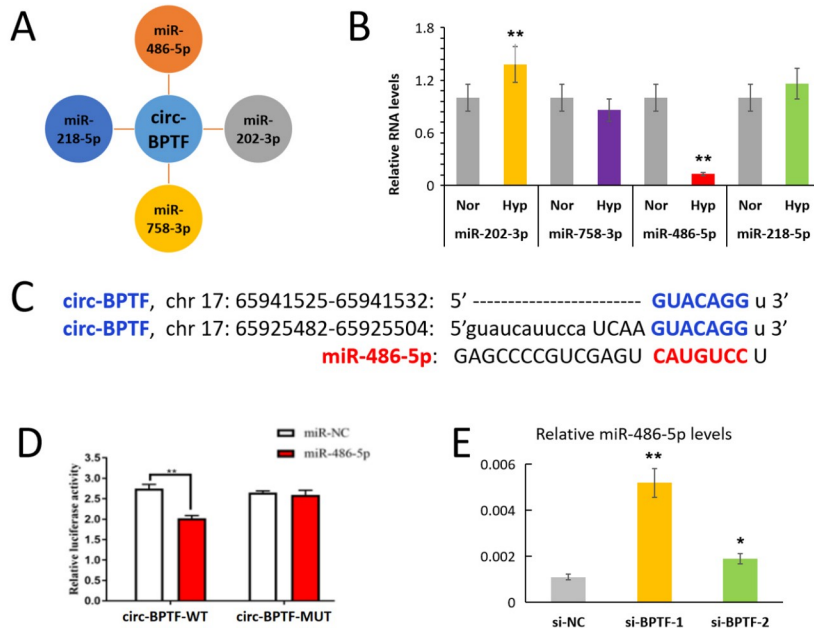 A
miR-
486-5p
miR-
218-5p
circ-
BPTF
miR-
202-3p
miR-
758-3p
B
Relative RNA levels
1.8
1.2
0.6
0
**
**
Nor Hyp Nor Hyp Nor Hyp Nor Hyp
miR-202-3p miR-758-3p miR-486-5p miR-218-5p
C
circ-BPTF, chr 17: 65941525-65941532: 5’ ----------------------- GUACAGG u 3’
circ-BPTF, chr 17: 65925482-65925504: 5’guaucauucca UCAA GUACAGG u 3’
miR-486-5p: GAGCCCCGUCGAGU CAUGUCC U
D
miR-NC
miR-486-5p
Relative luciferase activity
3.5
3.0
2.5
2.0
1.5
1.0
0.5
0.0
**
circ-BPTF-WT circ-BPTF-MUT
E
Relative miR-486-5p levels
0.006
0.004
0.002
0
**
*
si-NC si-BPTF-1 si-BPTF-2